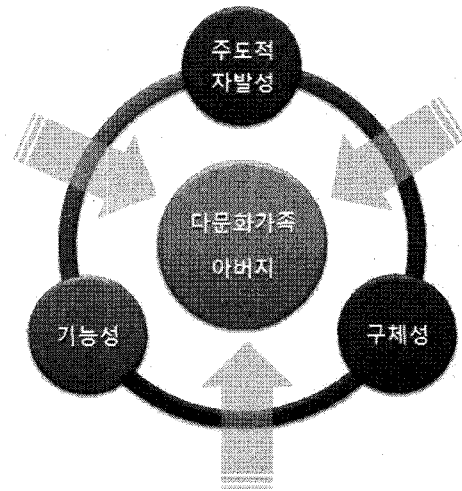 주도적
자발성
다문화가족
아버지
기능성
구체성